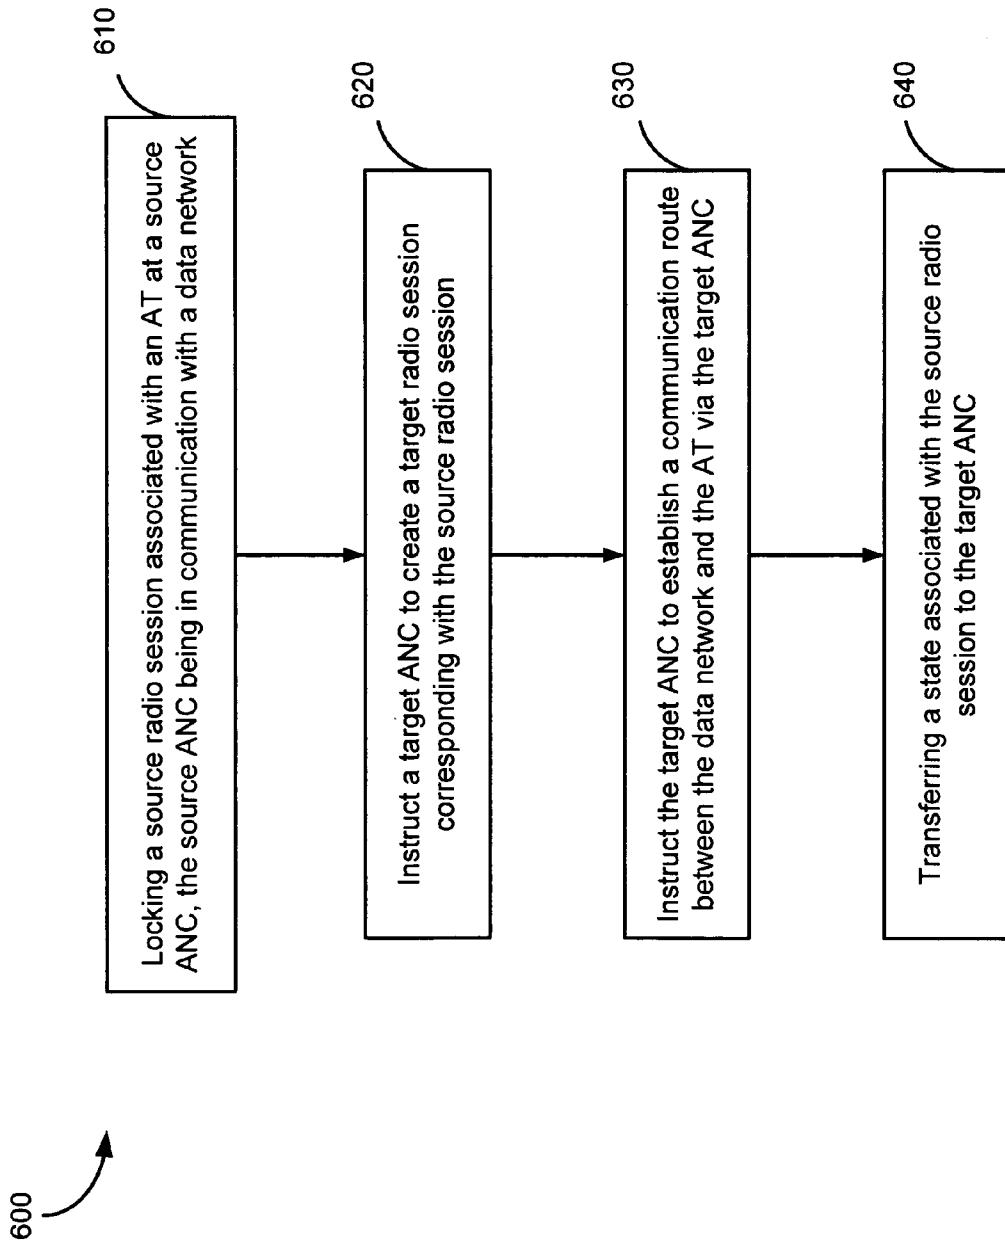 600
610
Locking a source radio session associated with an AT at a source
ANC, the source ANC being in communication with a data network
620
Instruct a target ANC to create a target radio session
corresponding with the source radio session
630
Instruct the target ANC to establish a communication route
between the data network and the AT via the target ANC
640
Transferring a state associated with the source radio
session to the target ANC